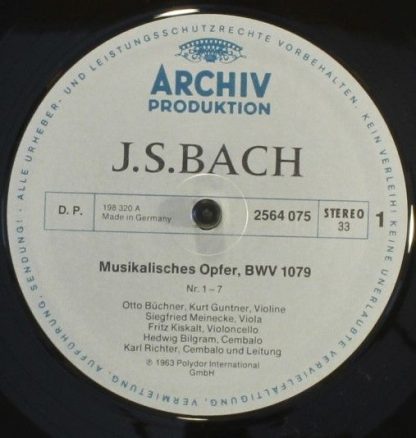 ALLE URHEBER- UND LEISTUNGSSCHUTZRECHTE VORBEHALTEN · KEIN VERLEIH! KEINE UNERLAUBTE VERVIELFÄLTIGUNG, VERMIETUNG, AUFFÜHRUNG, SENDUNG! ·
ARCHIV
PRODUKTION
J.S.BACH
D. P.
198 320 A
Made in Germany
2564 075
STEREO
33
1
Musikalisches Opfer, BWV 1079
Nr. 1–7
Otto Büchner, Kurt Guntner, Violine
Siegfried Meinecke, Viola
Fritz Kiskalt, Violoncello
Hedwig Bilgram, Cembalo
Karl Richter, Cembalo und Leitung
℗ 1963 Polydor International
GmbH